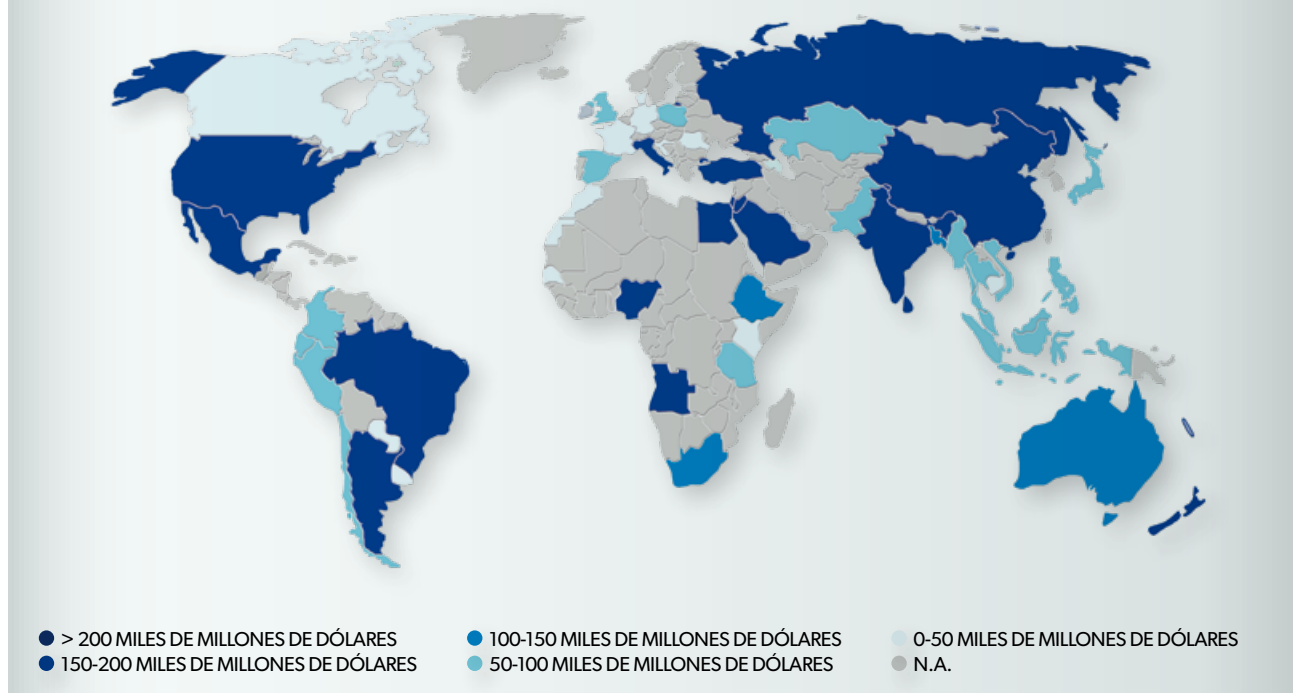 > 200 MILES DE MILLONES DE DÓLARES
150-200 MILES DE MILLONES DE DÓLARES
100-150 MILES DE MILLONES DE DÓLARES
50-100 MILES DE MILLONES DE DÓLARES
0-50 MILES DE MILLONES DE DÓLARES
N.A.